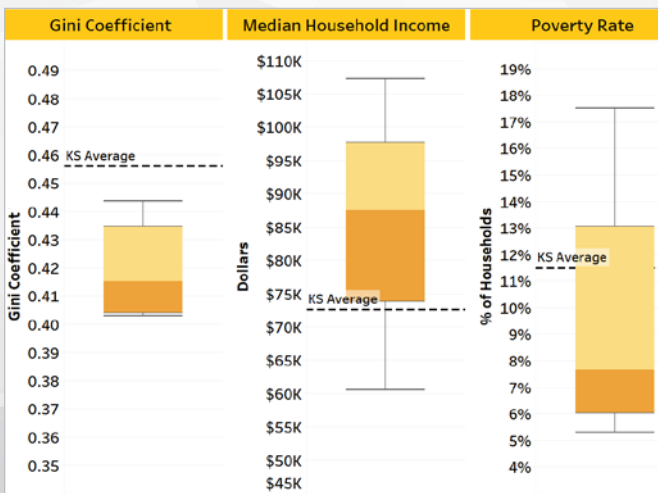 Gini Coefficient
Median Household Income
Poverty Rate
Gini Coefficient
0.49
0.48
0.47
0.46
0.45
0.44
0.43
0.42
0.41
0.40
0.39
0.38
0.37
0.36
0.35
KS Average
Dollars
$110K
$105K
$100K
$95K
$90K
$85K
$80K
$75K
$70K
$65K
$60K
$55K
$50K
$45K
KS Average
% of Households
19%
18%
17%
16%
15%
14%
13%
12%
11%
10%
9%
8%
7%
6%
5%
4%
KS Average